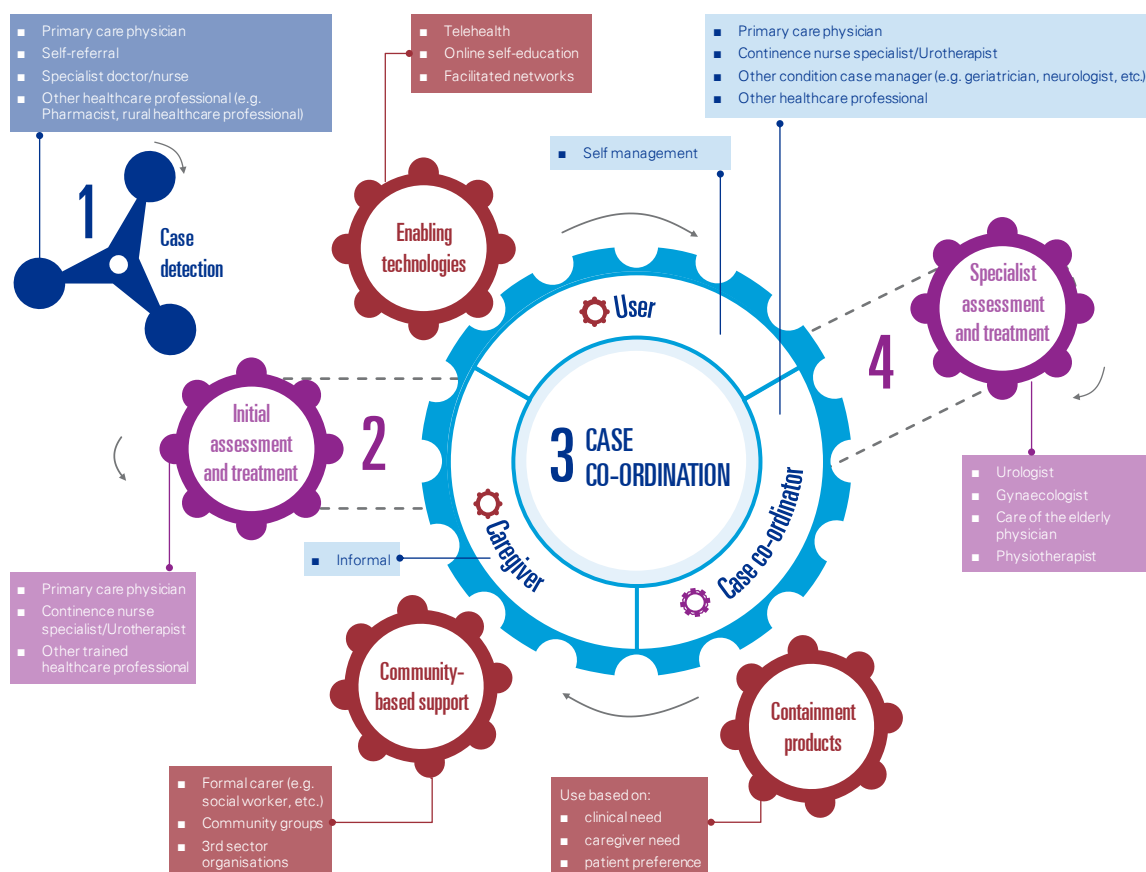 Primary care physician
Self-referral
Specialist doctor/nurse
Other healthcare professional (e.g.
Pharmacist, rural healthcare professional)
1
Case
detection
Telehealth
Online self-education
Facilitated networks
Enabling
technologies
Primary care physician
Continence nurse specialist/Urotherapist
Other condition case manager (e.g. geriatrician, neurologist, etc.)
Other healthcare professional
Self management
User
Specialist
assessment
and treatment
4
Initial
assessment
and treatment
2
3 CASE
CO-ORDINATION
Caregiver
Case co-ordinator
Urologist
Gynaecologist
Care of the elderly
physician
Physiotherapist
Informal
Primary care physician
Continence nurse
specialist/Urotherapist
Other trained
healthcare professional
Community-
based support
Containment
products
Formal carer (e.g.
social worker, etc.)
Community groups
3rd sector
organisations
Use based on:
clinical need
caregiver need
patient preference